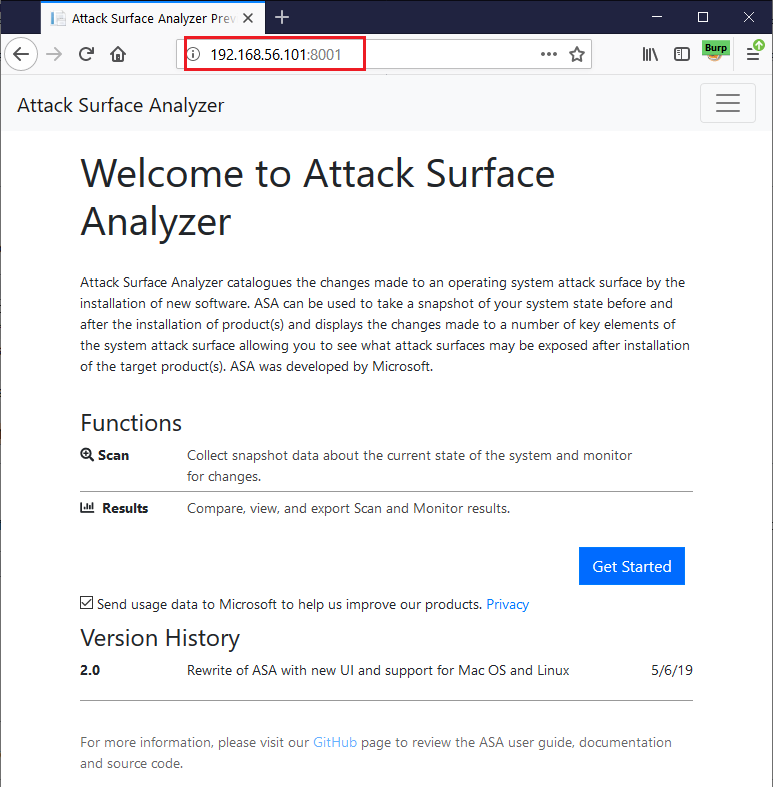 Attack Surface Analyzer Prev
192.168.56.101:8001
Burp
Attack Surface Analyzer
Welcome to Attack Surface
Analyzer
Attack Surface Analyzer catalogues the changes made to an operating system attack surface by the
installation of new software. ASA can be used to take a snapshot of your system state before and
after the installation of product(s) and displays the changes made to a number of key elements of
the system attack surface allowing you to see what attack surfaces may be exposed after installation
of the target product(s). ASA was developed by Microsoft.
Functions
Scan Collect snapshot data about the current state of the system and monitor
for changes.
Results Compare, view, and export Scan and Monitor results.
Get Started
Send usage data to Microsoft to help us improve our products. Privacy
Version History
2.0 Rewrite of ASA with new UI and support for Mac OS and Linux 5/6/19
For more information, please visit our GitHub page to review the ASA user guide, documentation
and source code.